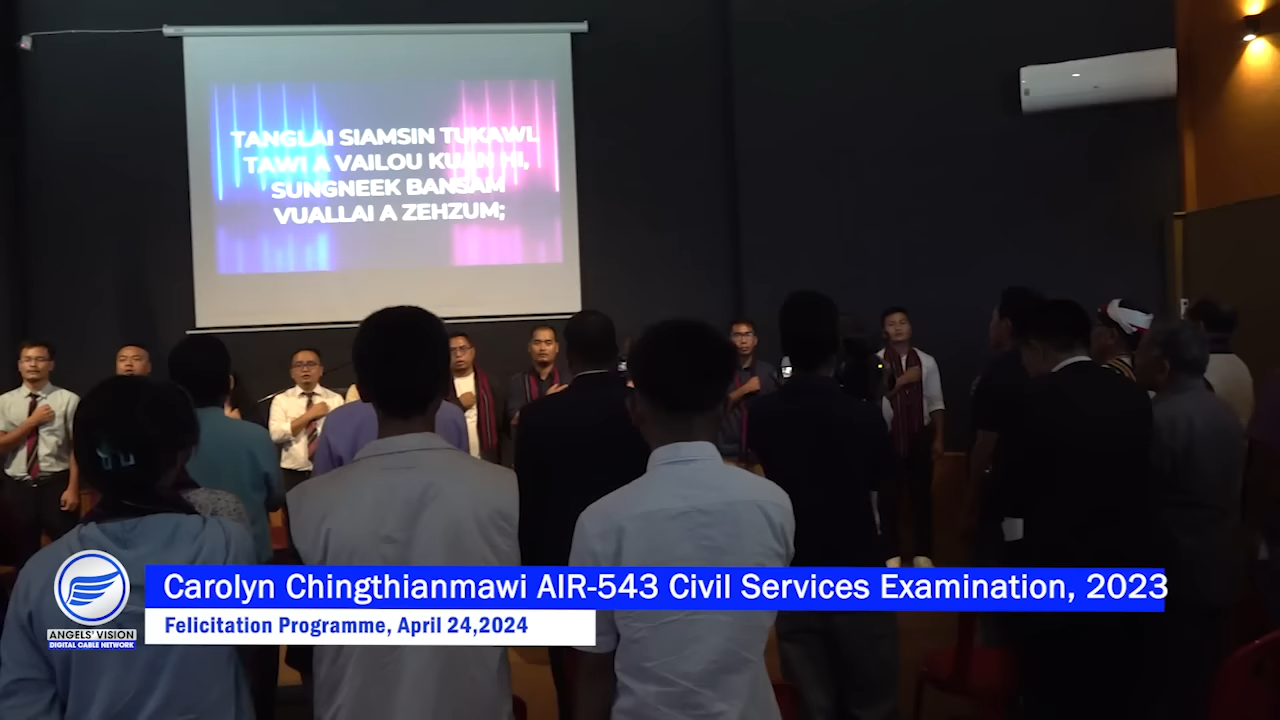 TANGLAI SIAMSIN TUKAWL
TAWI A VAILOU KUAN HI,
SUNGNEEK BANSAM
VUALLAI A ZEHZUM;
Carolyn Chingthianmawi AIR-543 Civil Services Examination, 2023
Felicitation Programme, April 24,2024
ANGELS' VISION
DIGITAL CABLE NETWORK